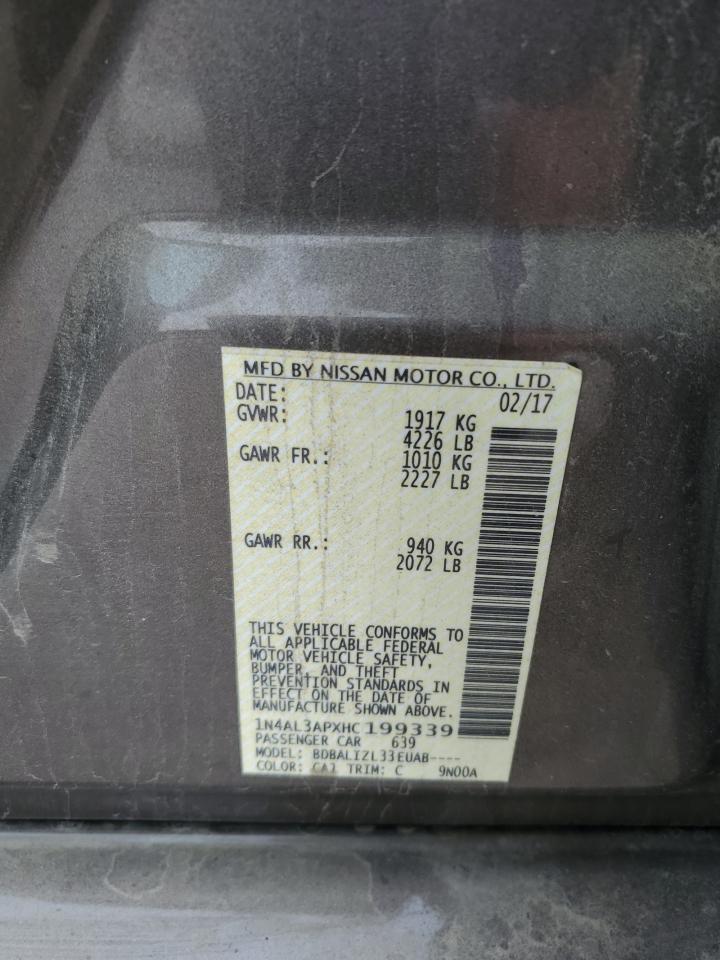 MFD BY NISSAN MOTOR CO., LTD.
DATE: 02/17
GVWR: 1917 KG
4226 LB
GAWR FR.: 1010 KG
2227 LB
GAWR RR.: 940 KG
2072 LB
THIS VEHICLE CONFORMS TO
ALL APPLICABLE FEDERAL
MOTOR VEHICLE SAFETY,
BUMPER, AND THEFT
PREVENTION STANDARDS IN
EFFECT ON THE DATE OF
MANUFACTURE SHOWN ABOVE.
1N4AL3APXHC199339
PASSENGER CAR 639
MODEL: BDBALIZL33EUAB----
COLOR: TRIM: C 9N00A